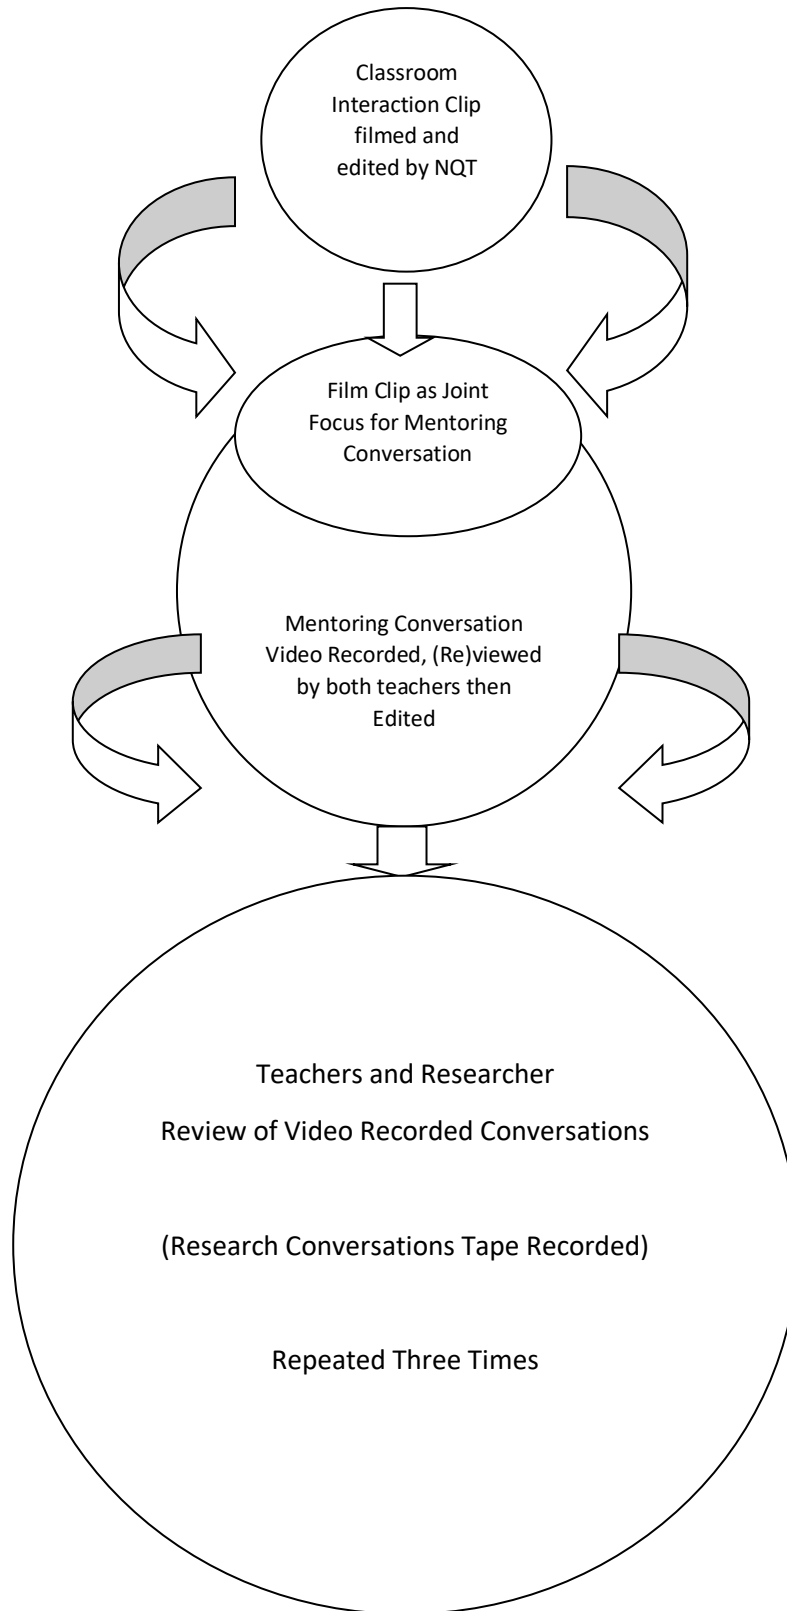 Classroom
Interaction Clip
filmed and
edited by NQT
Film Clip as Joint
Focus for Mentoring
Conversation
Mentoring Conversation
Video Recorded, (Re)viewed
by both teachers then
Edited
Teachers and Researcher
Review of Video Recorded Conversations
(Research Conversations Tape Recorded)
Repeated Three Times